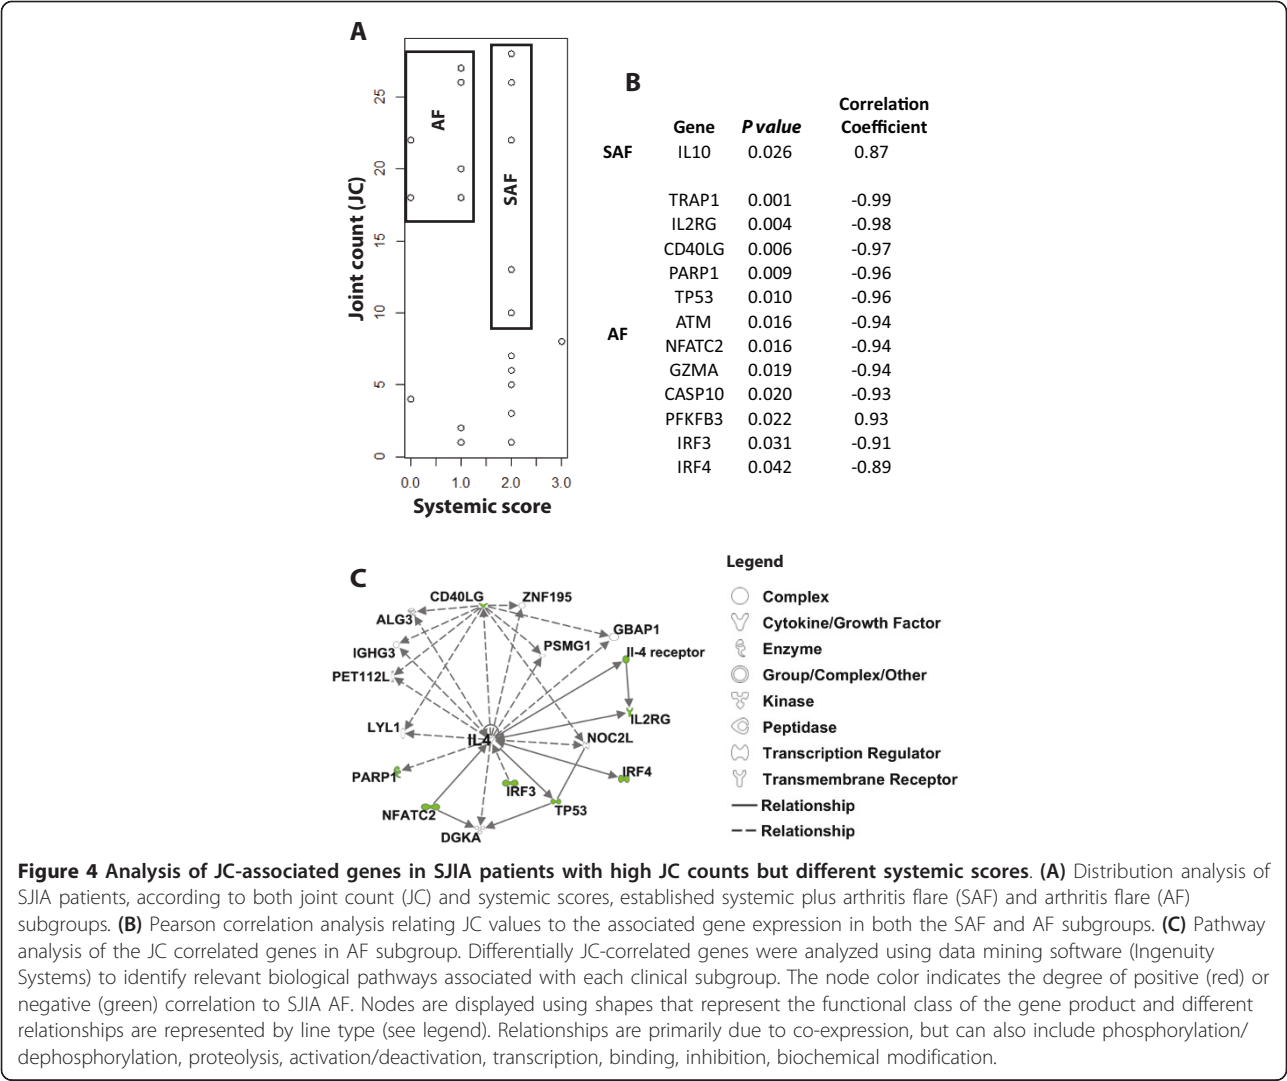 A
25
20
15
10
5
0
Joint count (JC)
AF
SAF
0.0 1.0 2.0 3.0
Systemic score
B
Correlation
Gene P value Coefficient
SAF IL10 0.026 0.87
TRAP1 0.001 -0.99
IL2RG 0.004 -0.98
CD40LG 0.006 -0.97
PARP1 0.009 -0.96
TP53 0.010 -0.96
ATM 0.016 -0.94
AF
NFATC2 0.016 -0.94
GZMA 0.019 -0.94
CASP10 0.020 -0.93
PFKFB3 0.022 0.93
IRF3 0.031 -0.91
IRF4 0.042 -0.89
C
CD40LG ZNF195
ALG3
GBAP1
IGHG3 PSMG1 Il-4 receptor
PET112L
IL2RG
LYL1 IL4 NOC2L
PARP1 IRF4
IRF3
NFATC2 TP53
DGKA
Legend
Complex
Cytokine/Growth Factor
Enzyme
Group/Complex/Other
Kinase
Peptidase
Transcription Regulator
Transmembrane Receptor
Relationship
Relationship
Figure 4 Analysis of JC-associated genes in SJIA patients with high JC counts but different systemic scores. (A) Distribution analysis of
SJIA patients, according to both joint count (JC) and systemic scores, established systemic plus arthritis flare (SAF) and arthritis flare (AF)
subgroups. (B) Pearson correlation analysis relating JC values to the associated gene expression in both the SAF and AF subgroups. (C) Pathway
analysis of the JC correlated genes in AF subgroup. Differentially JC-correlated genes were analyzed using data mining software (Ingenuity
Systems) to identify relevant biological pathways associated with each clinical subgroup. The node color indicates the degree of positive (red) or
negative (green) correlation to SJIA AF. Nodes are displayed using shapes that represent the functional class of the gene product and different
relationships are represented by line type (see legend). Relationships are primarily due to co-expression, but can also include phosphorylation/
dephosphorylation, proteolysis, activation/deactivation, transcription, binding, inhibition, biochemical modification.